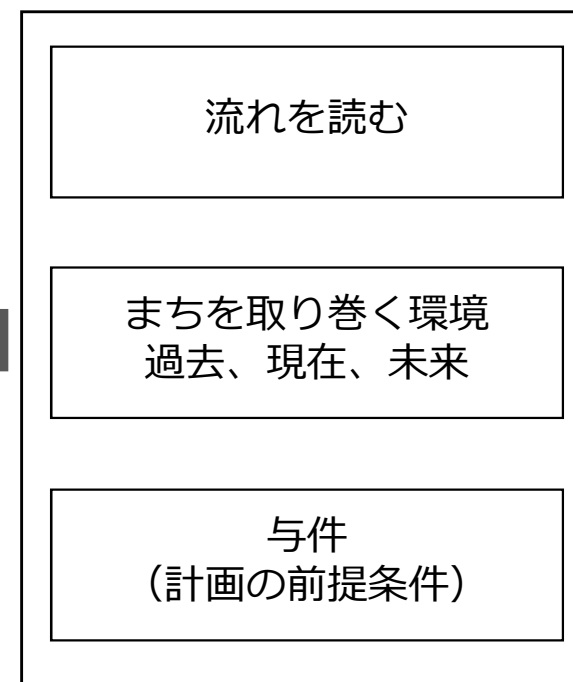 流れを読む
まちを取り巻く環境
過去、現在、未来
与件
（計画の前提条件）